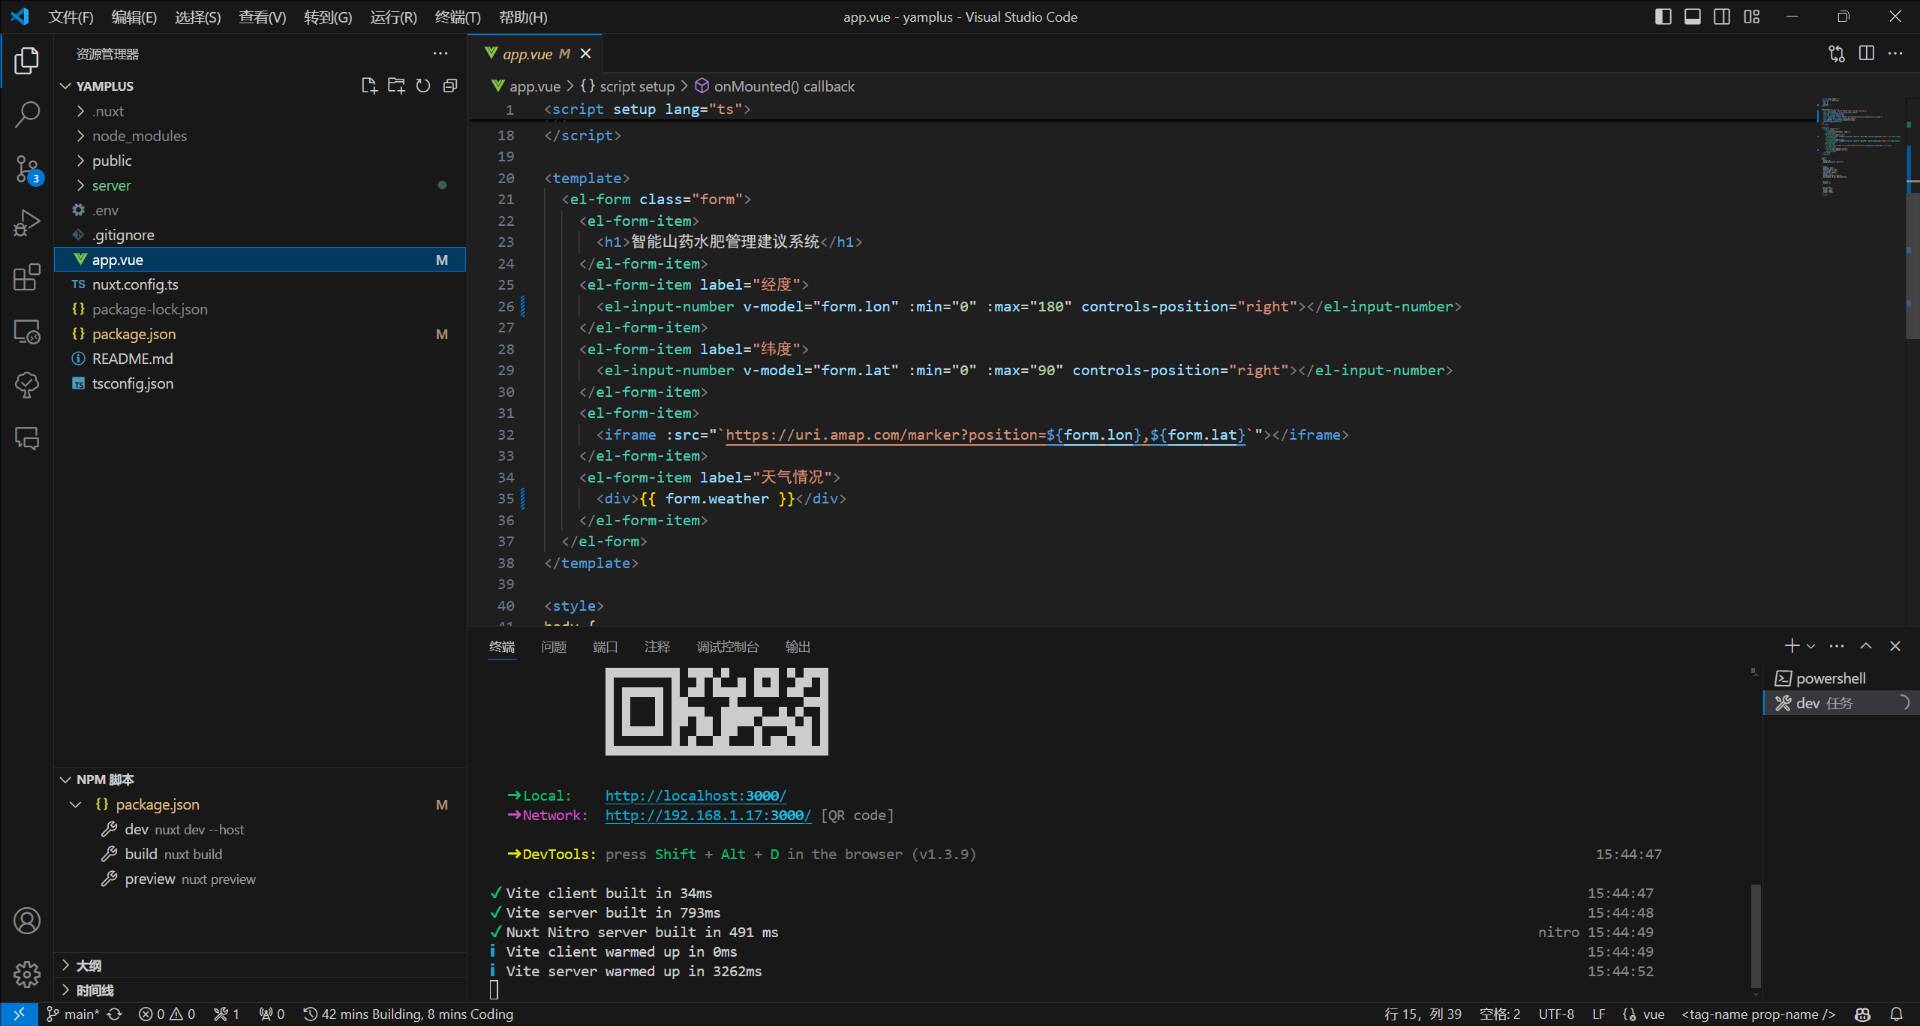 文件(F) 编辑(E) 选择(S) 查看(V) 转到(G) 运行(R) 终端(T) 帮助(H)
app.vue - yamplus - Visual Studio Code
资源管理器
YAMPLUS
.nuxt
node_modules
public
server
.env
.gitignore
app.vue M
TS nuxt.config.ts
{} package-lock.json
{} package.json M
README.md
tsconfig.json
NPM 脚本
{} package.json M
dev nuxt dev --host
build nuxt build
preview nuxt preview
大纲
时间线
3
app.vue M
app.vue > {} script setup > onMounted() callback
1 <script setup lang="ts">
18 </script>
19
20 <template>
21 <el-form class="form">
22 <el-form-item>
23 <h1>智能山药水肥管理建议系统</h1>
24 </el-form-item>
25 <el-form-item label="经度">
26 <el-input-number v-model="form.lon" :min="0" :max="180" controls-position="right"></el-input-number>
27 </el-form-item>
28 <el-form-item label="纬度">
29 <el-input-number v-model="form.lat" :min="0" :max="90" controls-position="right"></el-input-number>
30 </el-form-item>
31 <el-form-item>
32 <iframe :src="`https://uri.amap.com/marker?position=${form.lon},${form.lat}`"></iframe>
33 </el-form-item>
34 <el-form-item label="天气情况">
35 <div>{{ form.weather }}</div>
36 </el-form-item>
37 </el-form>
38 </template>
39
40 <style>
41 body {
终端 问题 端口 注释 调试控制台 输出
powershell
dev 任务
➜Local: http://localhost:3000/
➜Network: http://192.168.1.17:3000/ [QR code]
➜DevTools: press Shift + Alt + D in the browser (v1.3.9) 15:44:47
✓ Vite client built in 34ms 15:44:47
✓ Vite server built in 793ms 15:44:48
✓ Nuxt Nitro server built in 491 ms nitro 15:44:49
i Vite client warmed up in 0ms 15:44:49
i Vite server warmed up in 3262ms 15:44:52
main* 0 0 1 0 42 mins Building, 8 mins Coding
行 15，列 39 空格: 2 UTF-8 LF vue <tag-name prop-name />